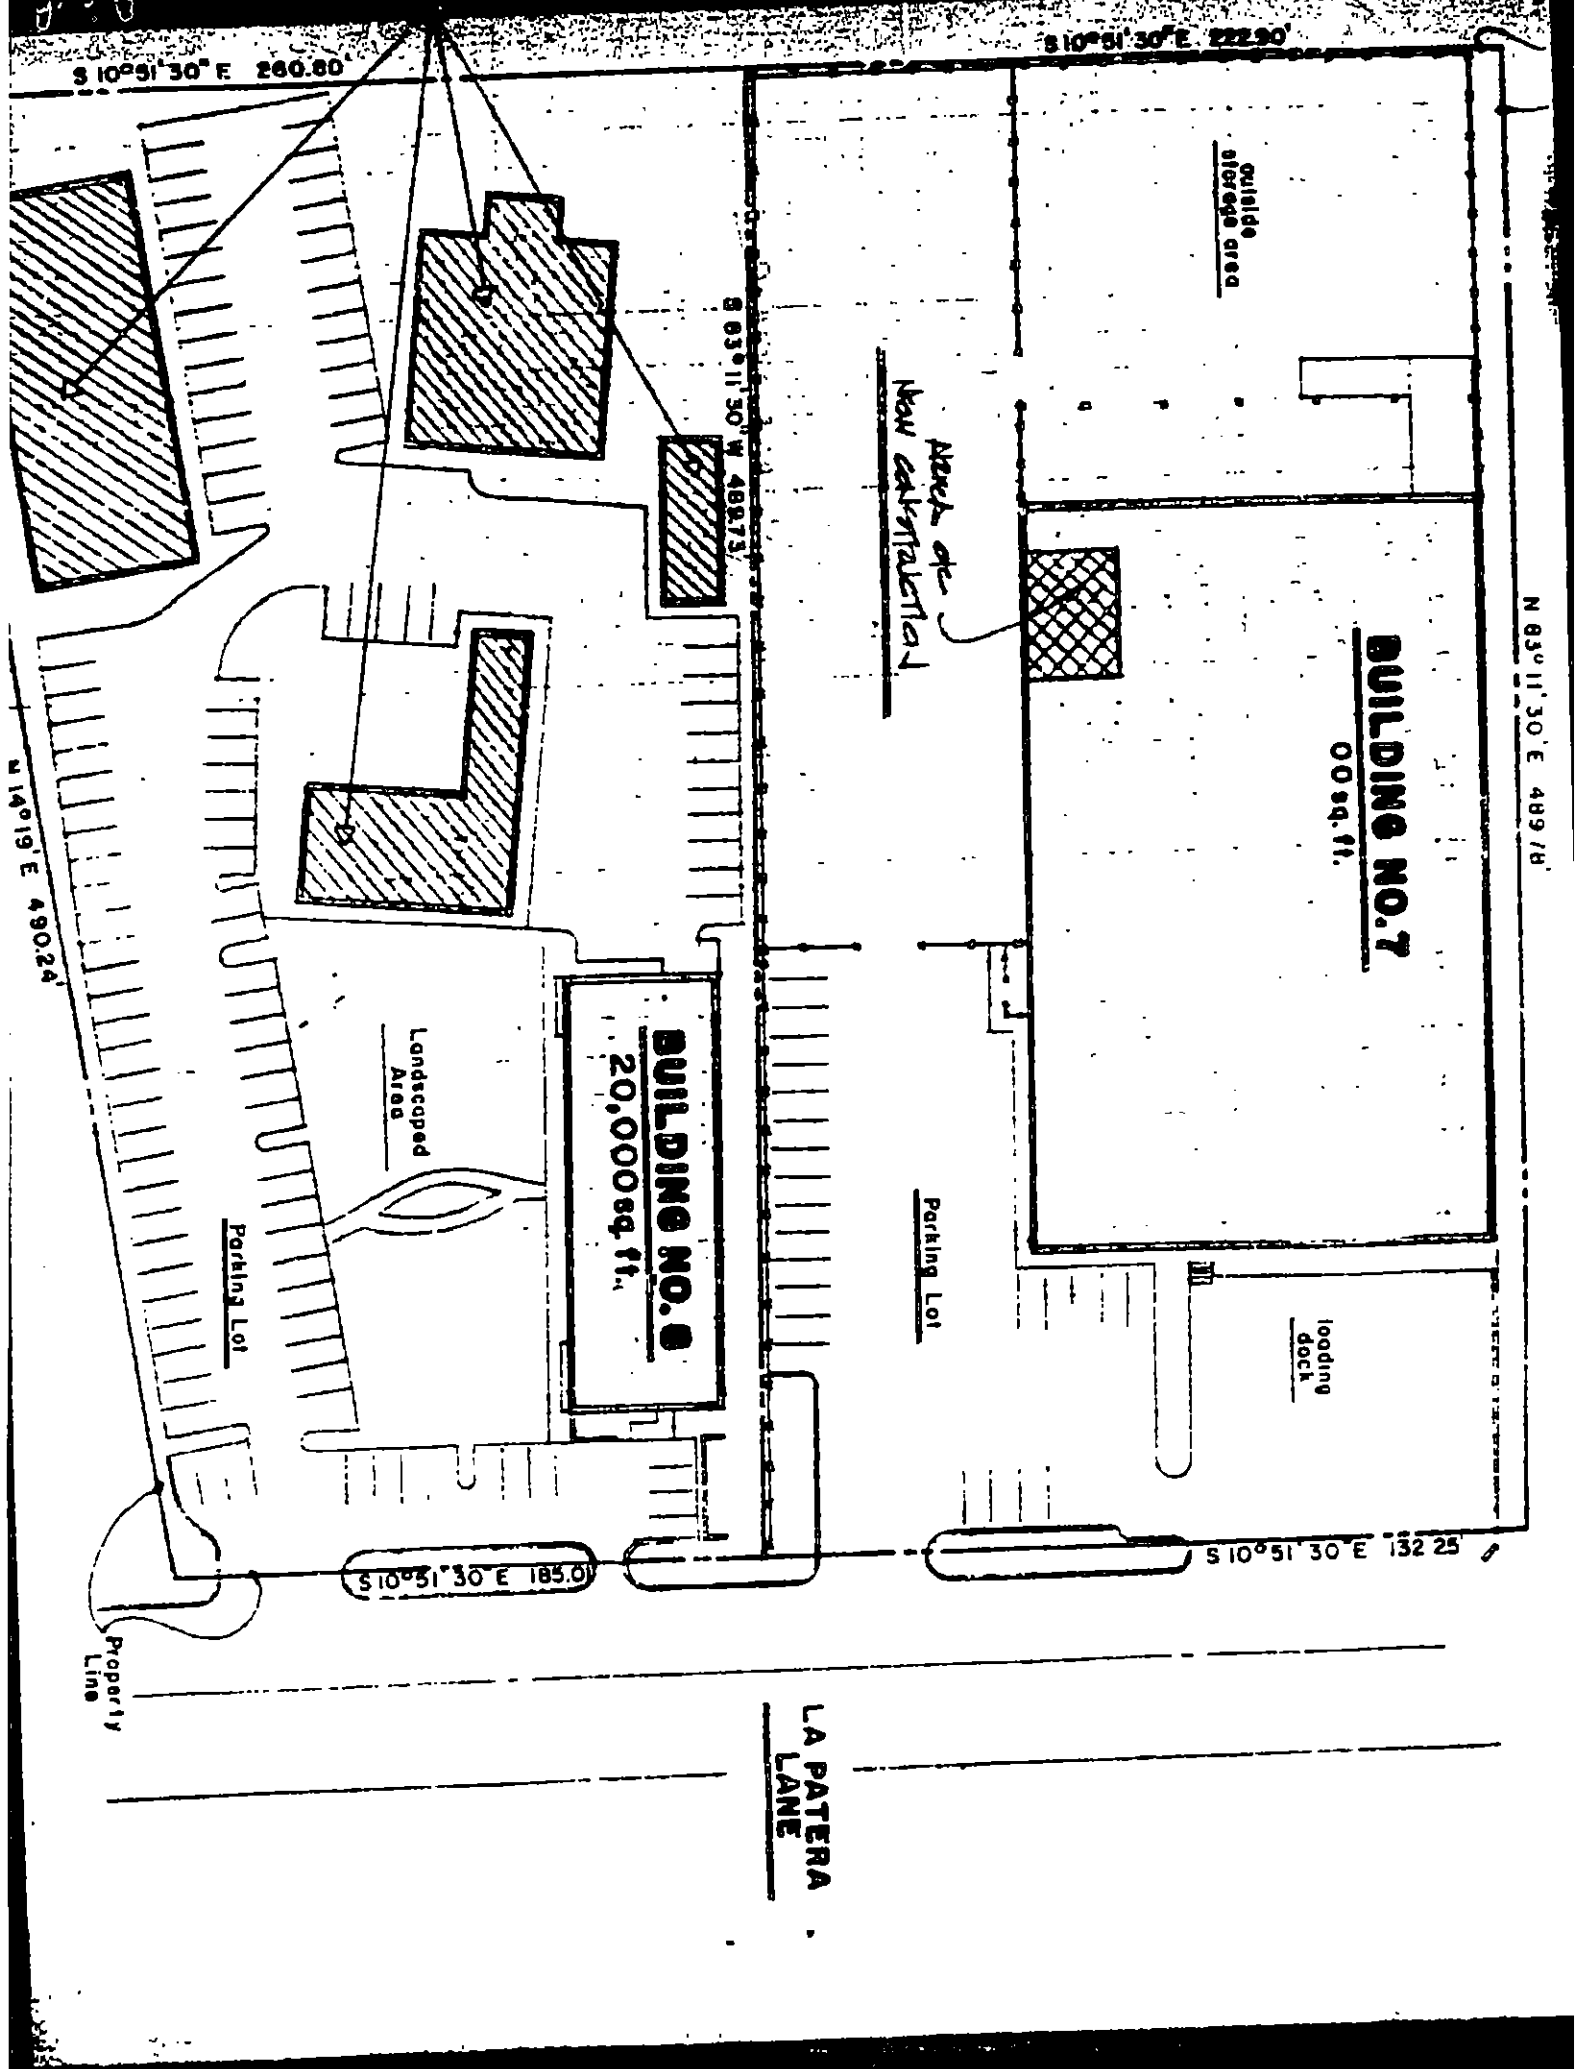 S 10°51'30" E 260.80'
S 10°51'30" E 222.90'
outside
storage area
S 83°11'30" W 489.73'
N 83°11'30" E 489.78'
Area of
New construction
BUILDING NO. 7
00 sq. ft.
N 14°19' E 490.24'
Landscaped
Area
BUILDING NO. 8
20,000 sq. ft.
Parking Lot
Parking Lot
loading
dock
S 10°51'30" E 185.0
S 10°51'30" E 132.25'
Property
Line
LA PATERA
LANE